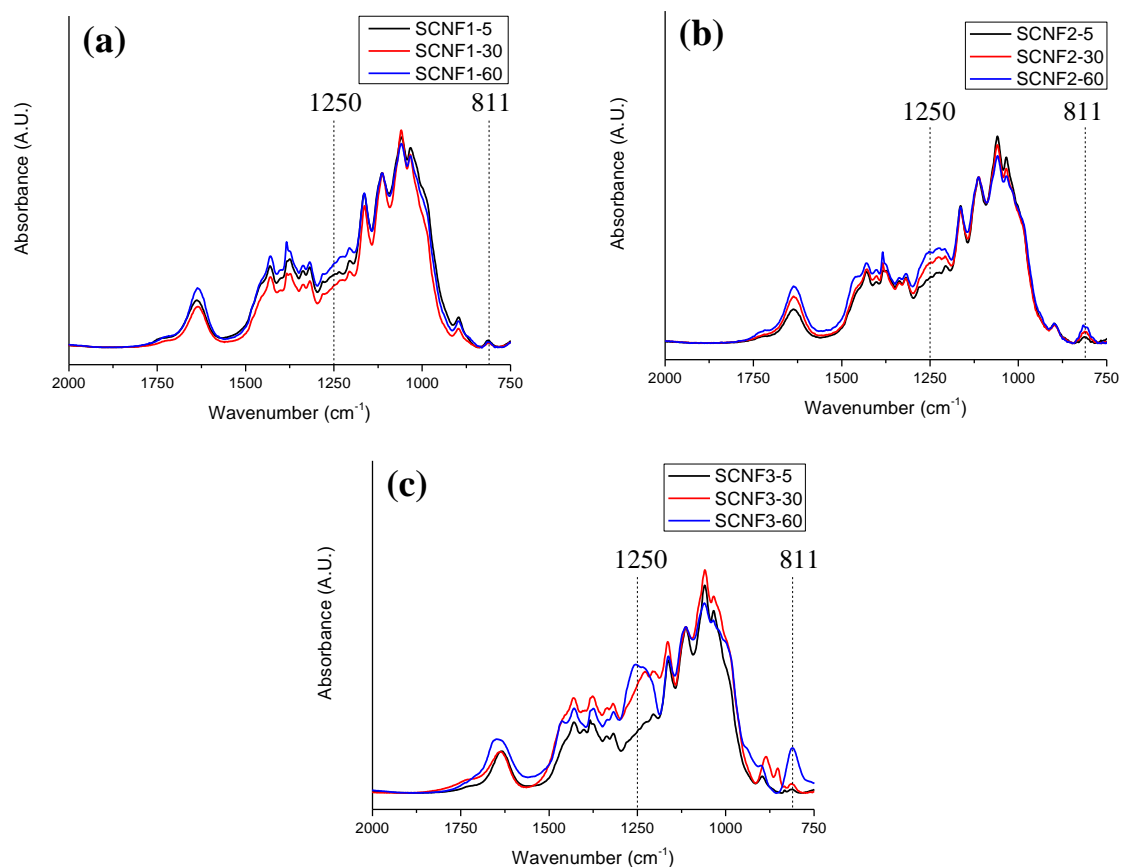 (a)
SCNF1-5
SCNF1-30
SCNF1-60
1250
811
Absorbance (A.U.)
2000
1750
1500
1250
1000
750
Wavenumber (cm⁻¹)
(b)
SCNF2-5
SCNF2-30
SCNF2-60
1250
811
Absorbance (A.U.)
2000
1750
1500
1250
1000
750
Wavenumber (cm⁻¹)
(c)
SCNF3-5
SCNF3-30
SCNF3-60
1250
811
Absorbance (A.U.)
2000
1750
1500
1250
1000
750
Wavenumber (cm⁻¹)